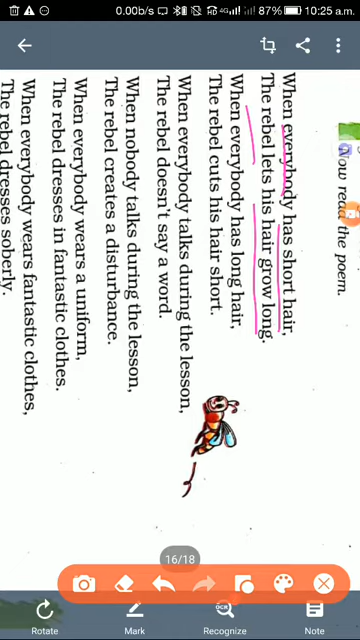 0.00b/s 4G 87% 10:25 a.m.
Now read the poem.
When everybody has short hair,
The rebel lets his hair grow long.
When everybody has long hair,
The rebel cuts his hair short.
When everybody talks during the lesson,
The rebel doesn't say a word.
When nobody talks during the lesson,
The rebel creates a disturbance.
When everybody wears a uniform,
The rebel dresses in fantastic clothes.
When everybody wears fantastic clothes,
The rebel dresses soberly.
16/18
OCR
Rotate
Mark
Recognize
Note